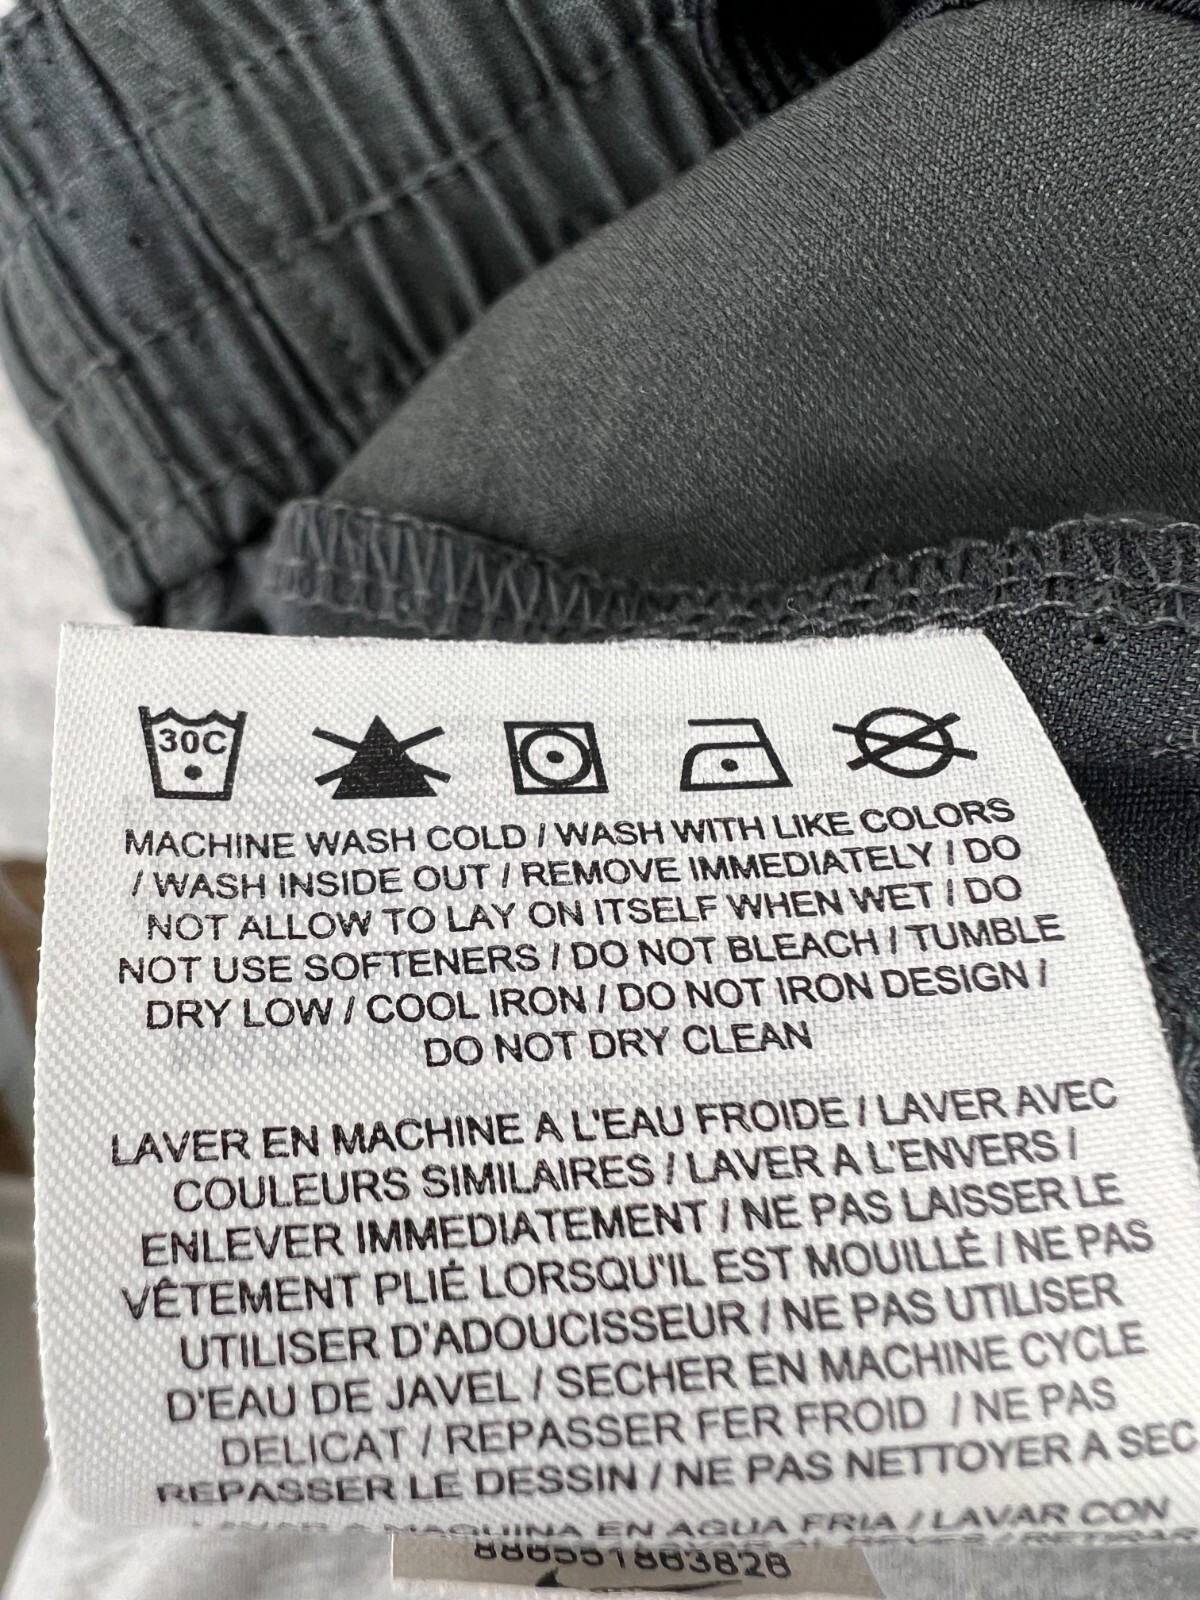 30C
MACHINE WASH COLD / WASH WITH LIKE COLORS
/ WASH INSIDE OUT / REMOVE IMMEDIATELY / DO
NOT ALLOW TO LAY ON ITSELF WHEN WET / DO
NOT USE SOFTENERS / DO NOT BLEACH / TUMBLE
DRY LOW / COOL IRON / DO NOT IRON DESIGN /
DO NOT DRY CLEAN
LAVER EN MACHINE A L'EAU FROIDE / LAVER AVEC
COULEURS SIMILAIRES / LAVER A L'ENVERS /
ENLEVER IMMEDIATEMENT / NE PAS LAISSER LE
VÊTEMENT PLIÉ LORSQU'IL EST MOUILLÉ / NE PAS
UTILISER D'ADOUCISSEUR / NE PAS UTILISER
D'EAU DE JAVEL / SECHER EN MACHINE CYCLE
DELICAT / REPASSER FER FROID / NE PAS
REPASSER LE DESSIN / NE PAS NETTOYER A SEC
LAVAR A MAQUINA EN AGUA FRIA / LAVAR CON